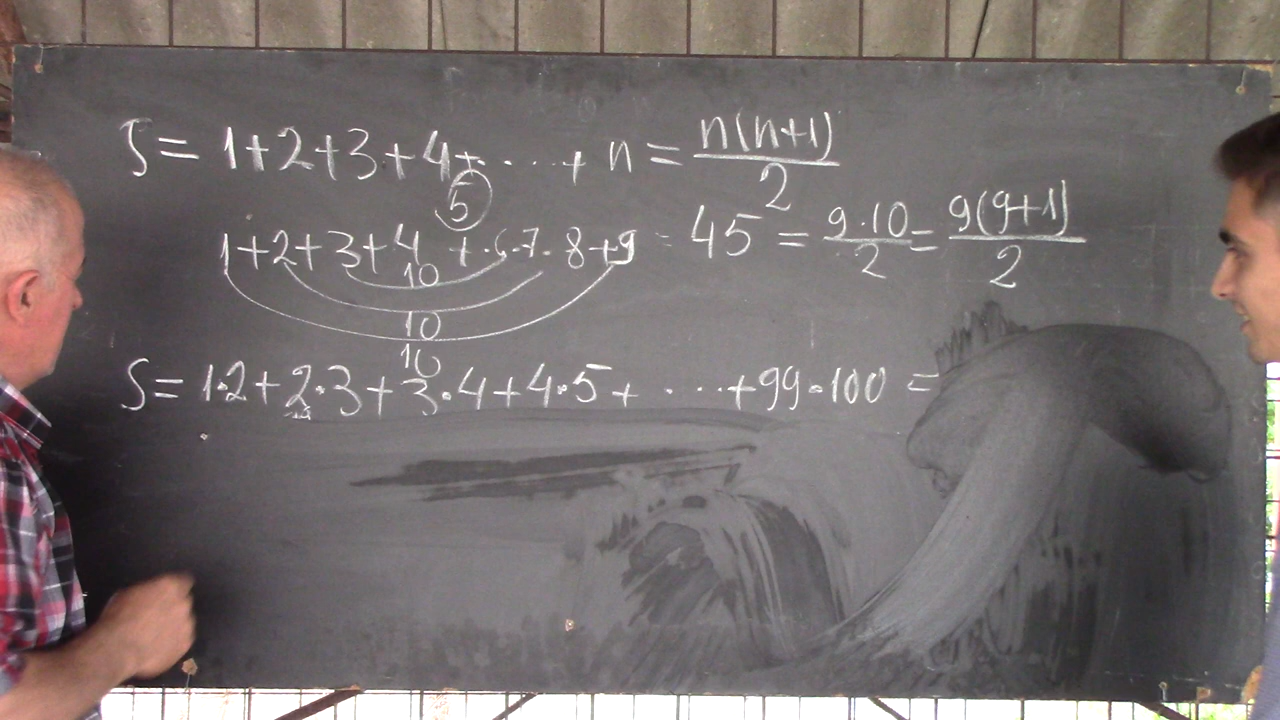 S = 1+2+3+4+ · · · · + n = n(n+1)/2
5
1+2+3+4 + · 6 · 7 · 8 + 9 = 45 = 9·10/2 = 9(9+1)/2
10
10
10
S = 1·2 + 2·3 + 3·4 + 4·5 + · · · + 99·100 =